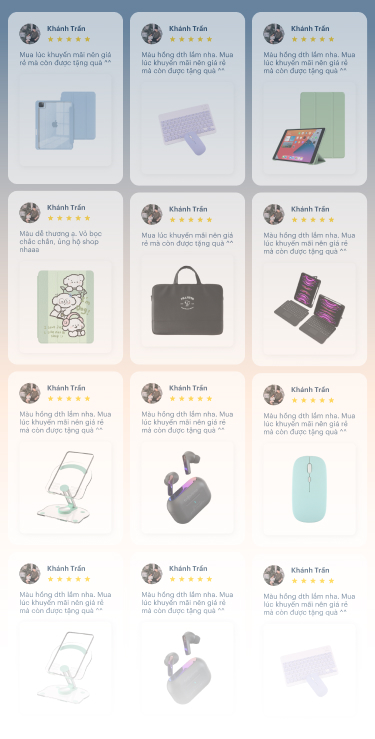 Khánh Trần
Mua lúc khuyến mãi nên giá
rẻ mà còn được tặng quà ^^
Khánh Trần
Màu hồng dth lắm nha. Mua
lúc khuyến mãi nên giá rẻ
mà còn được tặng quà ^^
Khánh Trần
Màu hồng dth lắm nha. Mua
lúc khuyến mãi nên giá rẻ
mà còn được tặng quà ^^
Khánh Trần
Màu dễ thương ạ. Vỏ bọc
chắc chắn, ủng hộ shop
nhaaa
Khánh Trần
Mua lúc khuyến mãi nên giá
rẻ mà còn được tặng quà ^^
Khánh Trần
Màu hồng dth lắm nha. Mua
lúc khuyến mãi nên giá rẻ
mà còn được tặng quà ^^
Khánh Trần
Màu hồng dth lắm nha. Mua
lúc khuyến mãi nên giá rẻ
mà còn được tặng quà ^^
Khánh Trần
Màu hồng dth lắm nha. Mua
lúc khuyến mãi nên giá rẻ
mà còn được tặng quà ^^
Khánh Trần
Màu hồng dth lắm nha. Mua
lúc khuyến mãi nên giá rẻ
mà còn được tặng quà ^^
Khánh Trần
Màu hồng dth lắm nha. Mua
lúc khuyến mãi nên giá rẻ
mà còn được tặng quà ^^
Khánh Trần
Màu hồng dth lắm nha. Mua
lúc khuyến mãi nên giá rẻ
mà còn được tặng quà ^^
Khánh Trần
Màu hồng dth lắm nha. Mua
lúc khuyến mãi nên giá rẻ
mà còn được tặng quà ^^